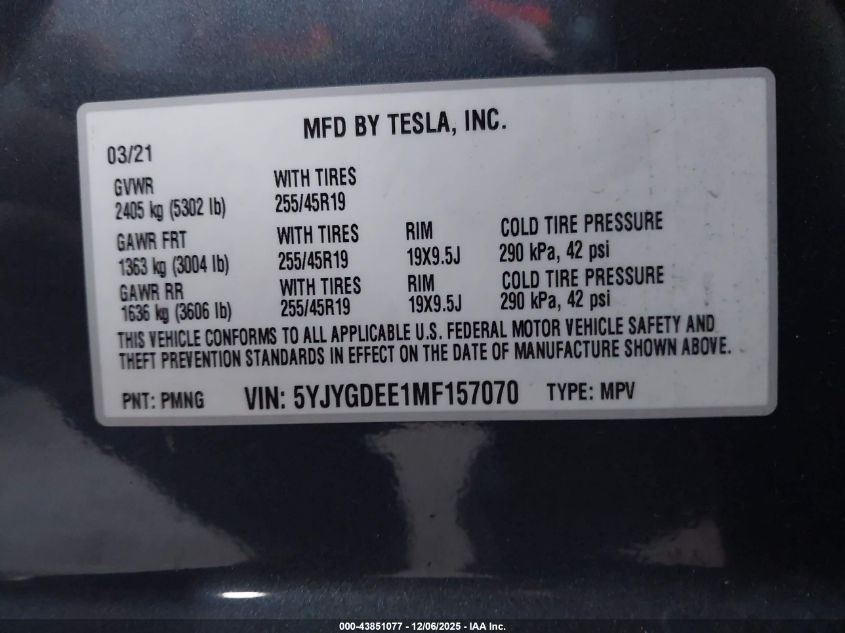 MFD BY TESLA, INC.
03/21
GVWR WITH TIRES
2405 kg (5302 lb) 255/45R19
GAWR FRT WITH TIRES RIM COLD TIRE PRESSURE
1363 kg (3004 lb) 255/45R19 19X9.5J 290 kPa, 42 psi
GAWR RR WITH TIRES RIM COLD TIRE PRESSURE
1636 kg (3606 lb) 255/45R19 19X9.5J 290 kPa, 42 psi
THIS VEHICLE CONFORMS TO ALL APPLICABLE U.S. FEDERAL MOTOR VEHICLE SAFETY AND
THEFT PREVENTION STANDARDS IN EFFECT ON THE DATE OF MANUFACTURE SHOWN ABOVE.
PNT: PMNG VIN: 5YJYGDEE1MF157070 TYPE: MPV
000-43851077 - 12/06/2025 - IAA Inc.